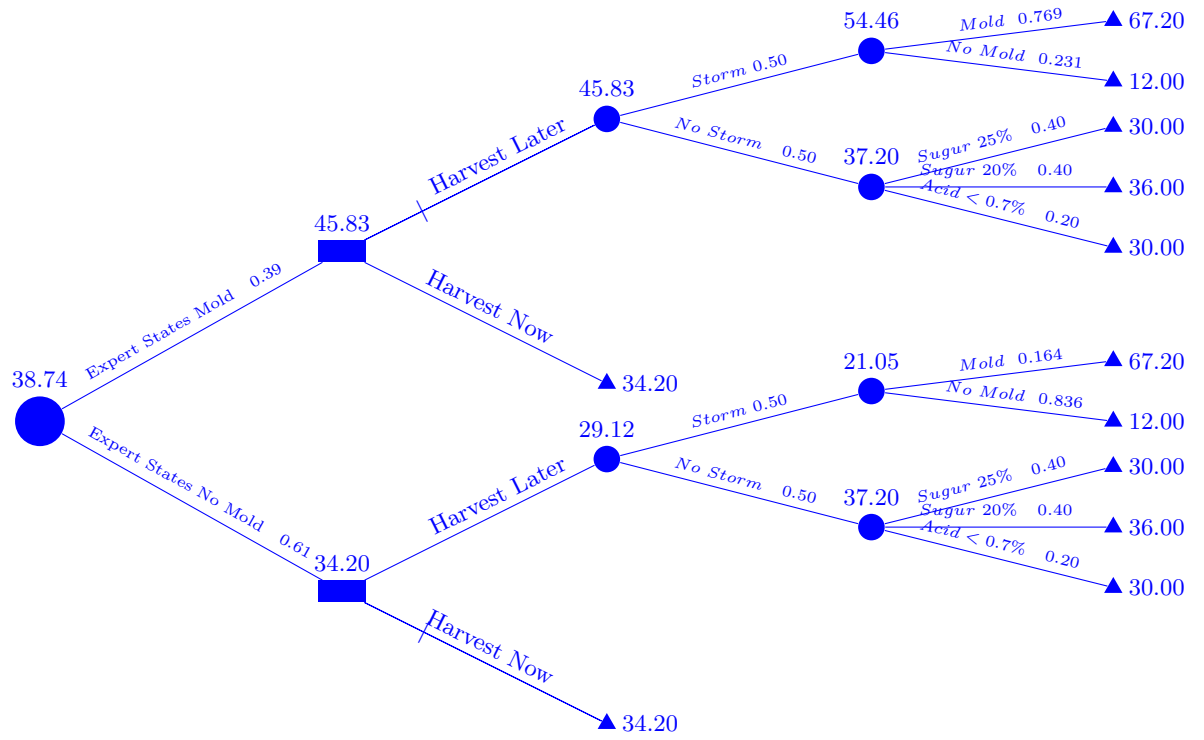 54.46
Mold 0.769
67.20
No Mold 0.231
12.00
45.83
Storm 0.50
No Storm 0.50
37.20
Sugur 25% 0.40
30.00
Sugur 20% 0.40
36.00
Acid < 0.7% 0.20
30.00
Harvest Later
45.83
Expert States Mold 0.39
Harvest Now
34.20
38.74
Expert States No Mold 0.61
21.05
Mold 0.164
67.20
No Mold 0.836
12.00
29.12
Storm 0.50
No Storm 0.50
37.20
Sugur 25% 0.40
30.00
Sugur 20% 0.40
36.00
Acid < 0.7% 0.20
30.00
Harvest Later
34.20
Harvest Now
34.20